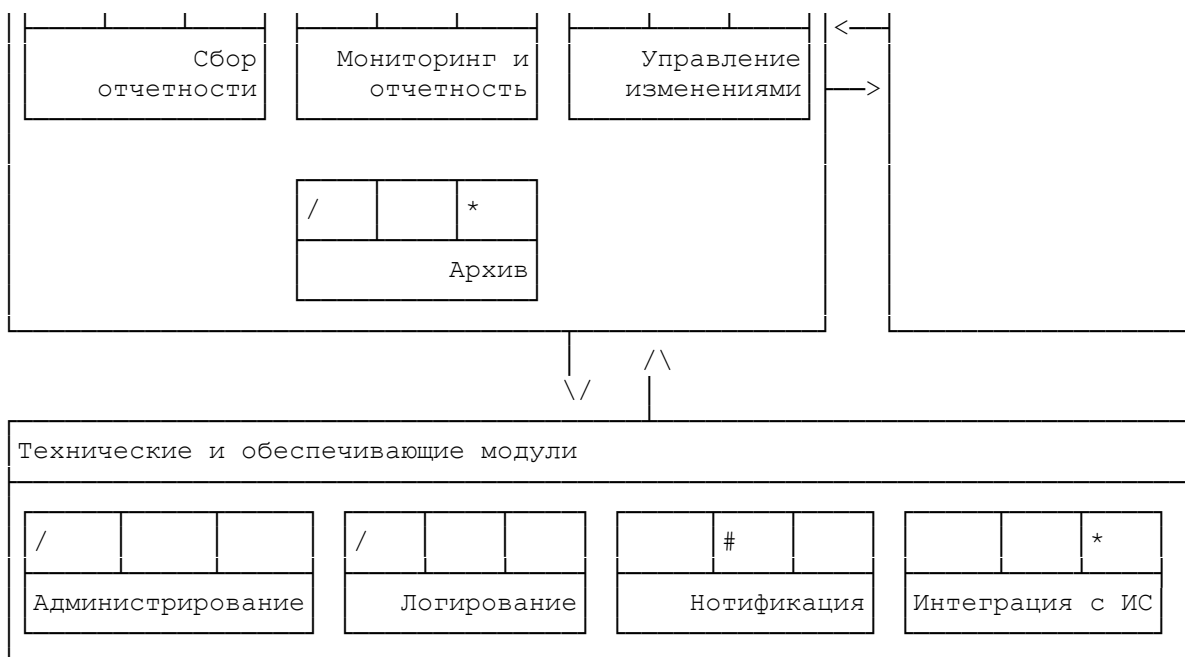 <
Сбор Мониторинг и Управление
отчетности отчетность изменениями >
/ *
Архив
/\
\/
Технические и обеспечивающие модули
/ / # *
Администрирование Логирование Нотификация Интеграция с ИС